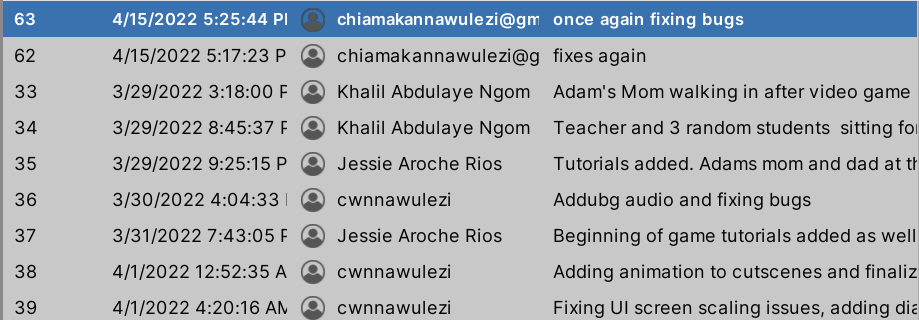 63 4/15/2022 5:25:44 chiamakannawulezi@gm once again fixing bugs
62 4/15/2022 5:17:23 P chiamakannawulezi@g fixes again
33 3/29/2022 3:18:00 Khalil Abdulaye Ngom Adam's Mom walking in after video game
34 3/29/2022 8:45:37 Khalil Abdulaye Ngom Teacher and 3 random students sitting
35 3/29/2022 9:25:15 P Jessie Aroche Rios Tutorials added. Adams mom and dad at
36 3/30/2022 4:04:33 cwnnawulezi Addubg audio and fixing bugs
37 3/31/2022 7:43:05 Jessie Aroche Rios Beginning of game tutorials added as well
38 4/1/2022 12:52:35 A cwnnawulezi Adding animation to cutscenes and finaliz
39 4/1/2022 4:20:16 AM cwnnawulezi Fixing UI screen scaling issues, adding